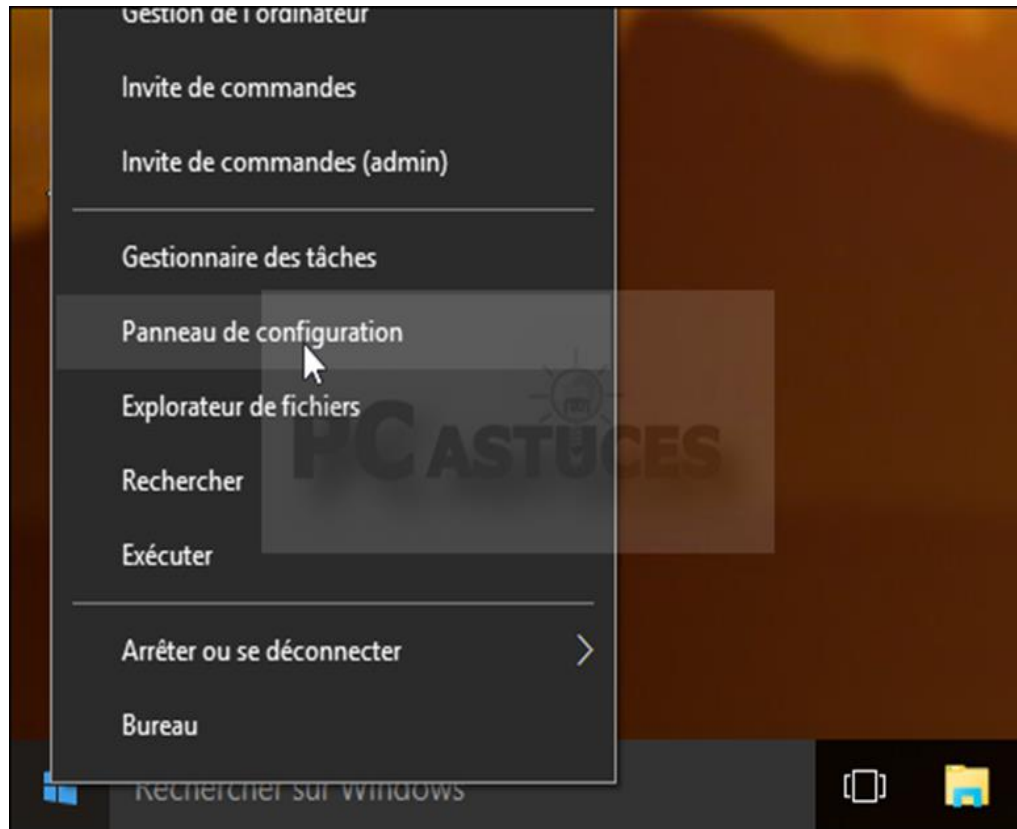 Gestion de l'ordinateur
Invite de commandes
Invite de commandes (admin)
Gestionnaire des tâches
Panneau de configuration
Explorateur de fichiers
Rechercher
Exécuter
PC ASTUCES
Arrêter ou se déconnecter
Bureau
Rechercher sur Windows